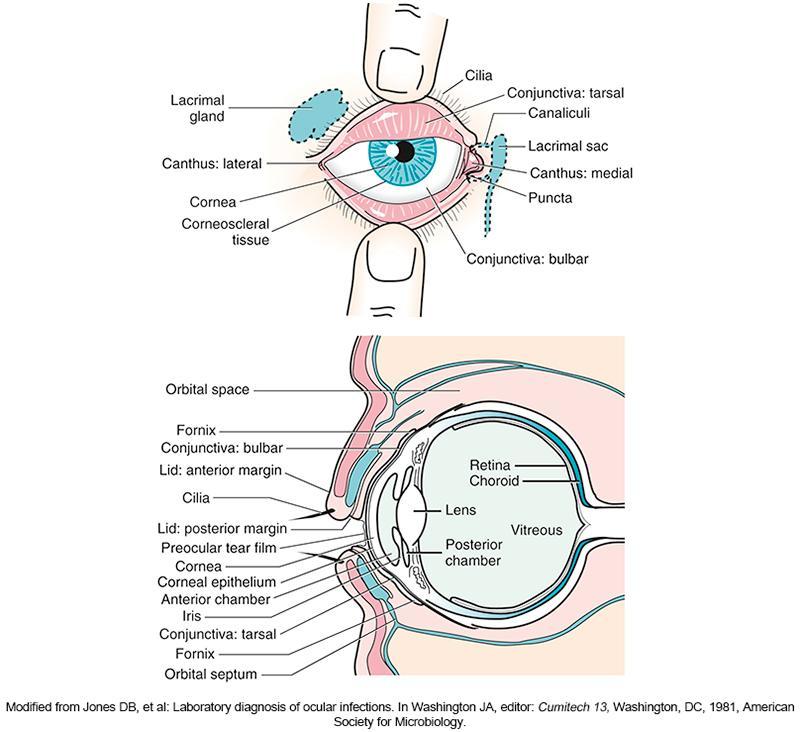 Cilia
Conjunctiva: tarsal
Canaliculi
Lacrimal
gland
Lacrimal sac
Canthus: lateral
Canthus: medial
Cornea
Puncta
Corneoscleral
tissue
Conjunctiva: bulbar
Orbital space
Fornix
Conjunctiva: bulbar
Lid: anterior margin
Cilia
Lid: posterior margin
Preocular tear film
Cornea
Corneal epithelium
Anterior chamber
Iris
Conjunctiva: tarsal
Fornix
Orbital septum
Retina
Choroid
Lens
Vitreous
Posterior
chamber
Modified from Jones DB, et al: Laboratory diagnosis of ocular infections. In Washington JA, editor: Cumitech 13, Washington, DC, 1981, American
Society for Microbiology.